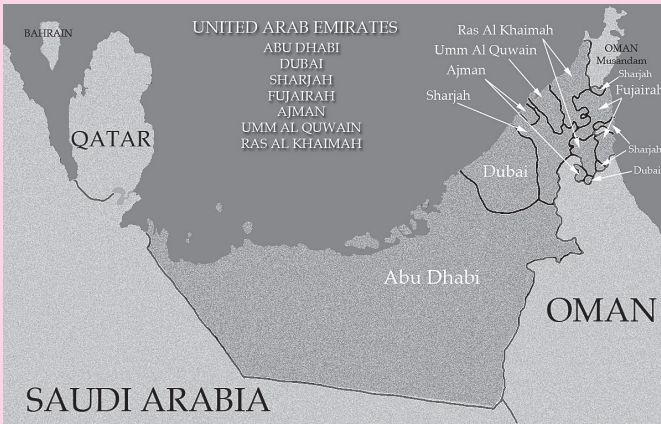 UNITED ARAB EMIRATES
ABU DHABI
DUBAI
SHARJAH
FUJAIRAH
AJMAN
UMM AL QUWAIN
RAS AL KHAIMAH
BAHRAIN
QATAR
Ras Al Khaimah
Umm Al Quwain
Ajman
Sharjah
OMAN
Musandam
Sharjah
Fujairah
Sharjah
Dubai
Dubai
Abu Dhabi
OMAN
SAUDI ARABIA